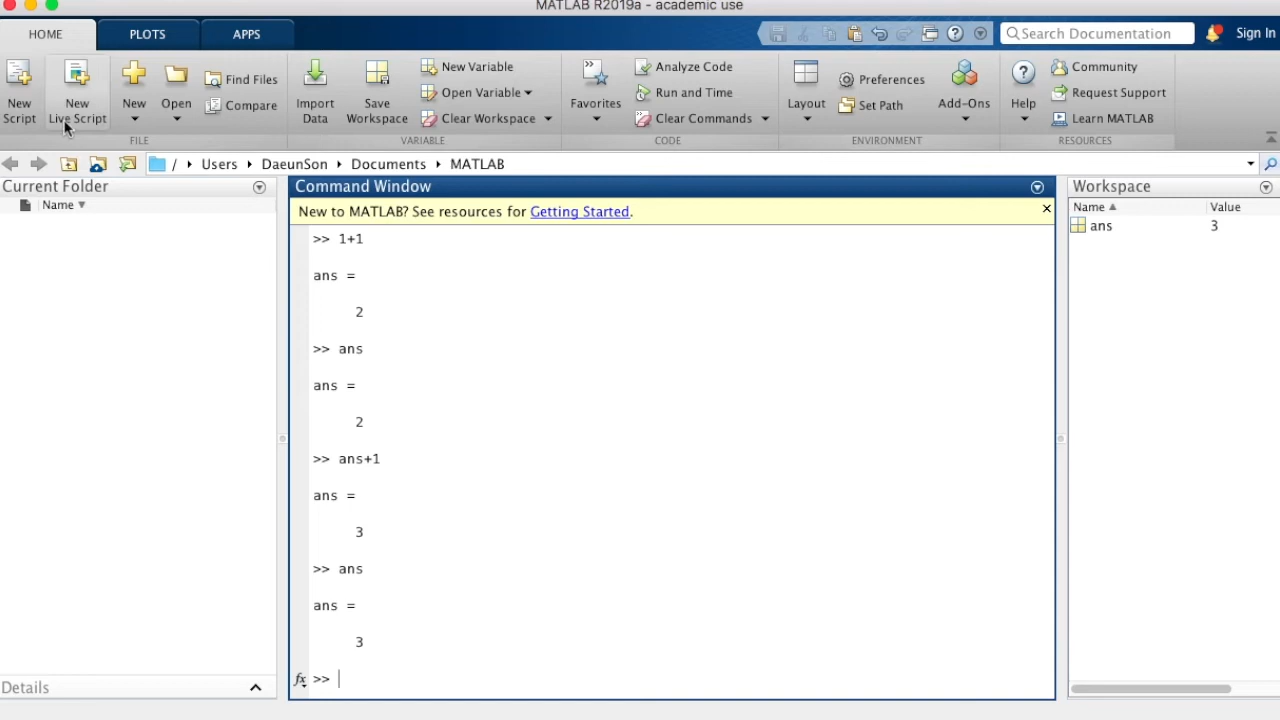 MATLAB R2019a - academic use
HOME PLOTS APPS
Search Documentation
Sign In
New Script
New Live Script
New
Open
Find Files
Compare
FILE
Import Data
Save Workspace
New Variable
Open Variable
Clear Workspace
VARIABLE
Favorites
Analyze Code
Run and Time
Clear Commands
CODE
Layout
Preferences
Set Path
Add-Ons
ENVIRONMENT
Help
Community
Request Support
Learn MATLAB
RESOURCES
/ Users DaeunSon Documents MATLAB
Current Folder
Name
Details
Command Window
New to MATLAB? See resources for Getting Started.
>> 1+1
ans =
2
>> ans
ans =
2
>> ans+1
ans =
3
>> ans
ans =
3
fx >>
Workspace
Name Value
ans 3